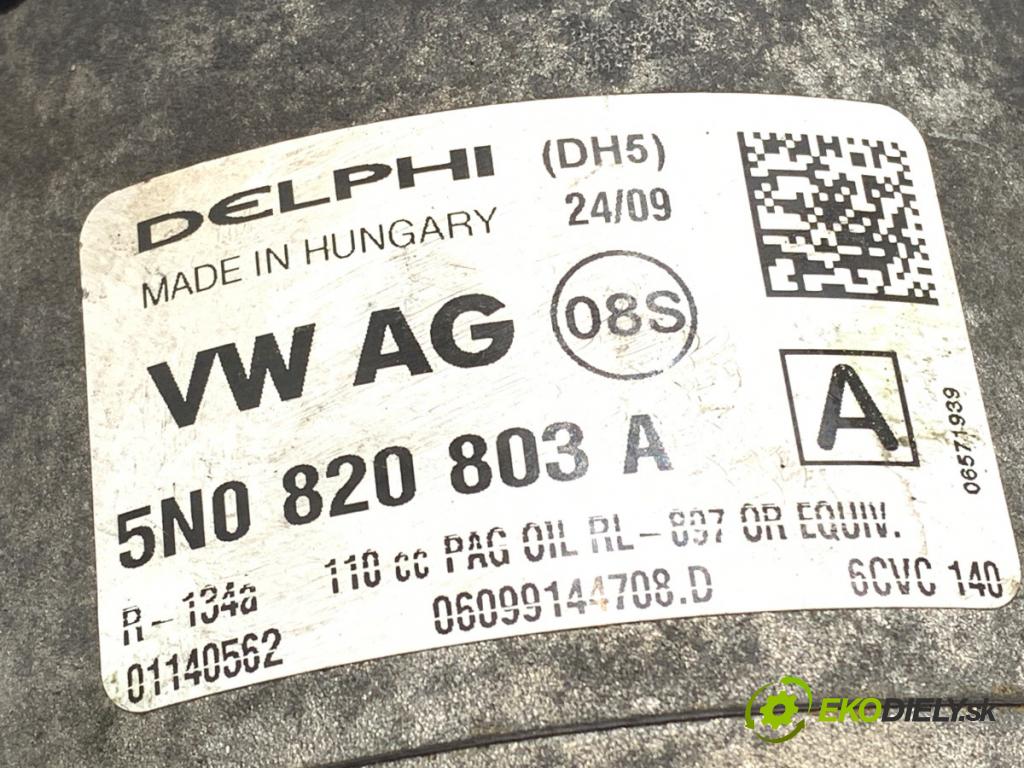 DELPHI (DH5)
MADE IN HUNGARY 24/09
VW AG 08S
5N0 820 803 A A
06571939
R-134a 110 cc PAG OIL RL-897 OR EQUIV.
01140562 06099144708.D 6CVC 140
EKODIELY.SK